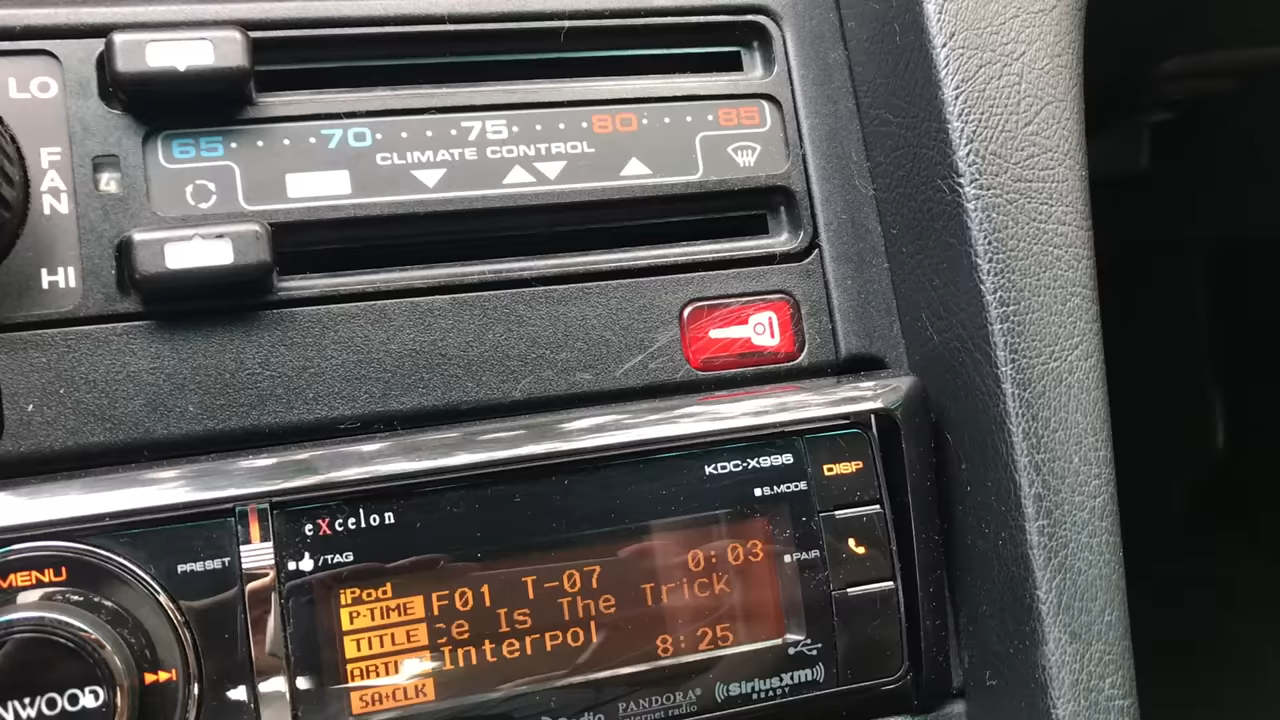 LO
FAN
HI
4
65 70 75 80 85
CLIMATE CONTROL
KDC-X996
DISP
S.MODE
excelon
/TAG
PRESET
PAIR
MENU
iPod
P-TIME F01 T-07 0:03
TITLE ce Is The Trick
Interpol
SA+CLK 8:25
NWOOD
PANDORA®
internet radio
((SiriusXM))
READY